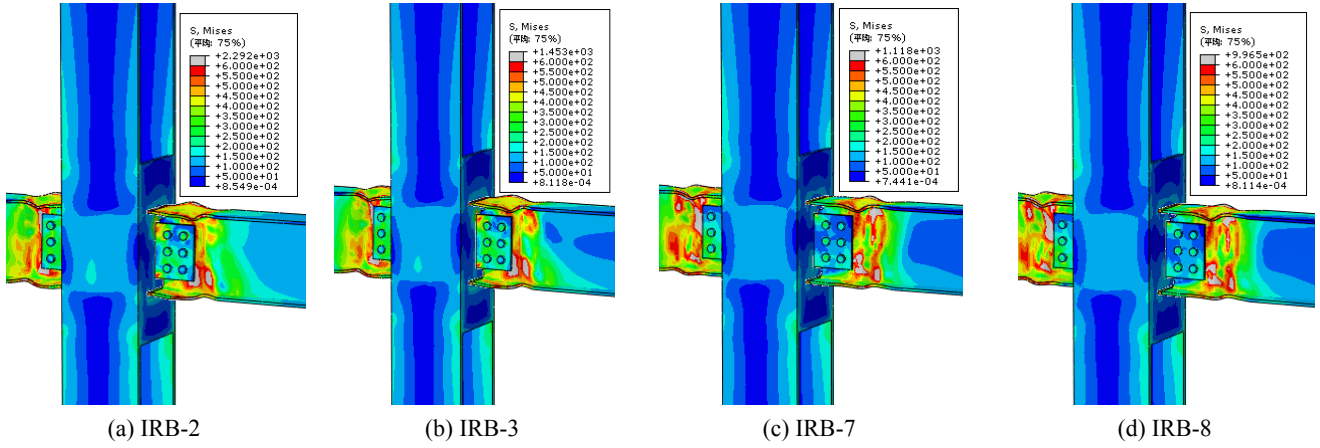 S, Mises
(平均: 75%)
+2.292e+03
+6.000e+02
+5.500e+02
+5.000e+02
+4.500e+02
+4.000e+02
+3.500e+02
+3.000e+02
+2.500e+02
+2.000e+02
+1.500e+02
+1.000e+02
+5.000e+01
+8.549e-04
(a) IRB-2
S, Mises
(平均: 75%)
+1.453e+03
+6.000e+02
+5.500e+02
+5.000e+02
+4.500e+02
+4.000e+02
+3.500e+02
+3.000e+02
+2.500e+02
+2.000e+02
+1.500e+02
+1.000e+02
+5.000e+01
+8.118e-04
(b) IRB-3
S, Mises
(平均: 75%)
+1.118e+03
+6.000e+02
+5.500e+02
+5.000e+02
+4.500e+02
+4.000e+02
+3.500e+02
+3.000e+02
+2.500e+02
+2.000e+02
+1.500e+02
+1.000e+02
+5.000e+01
+7.441e-04
(c) IRB-7
S, Mises
(平均: 75%)
+9.965e+02
+6.000e+02
+5.500e+02
+5.000e+02
+4.500e+02
+4.000e+02
+3.500e+02
+3.000e+02
+2.500e+02
+2.000e+02
+1.500e+02
+1.000e+02
+5.000e+01
+8.114e-04
(d) IRB-8